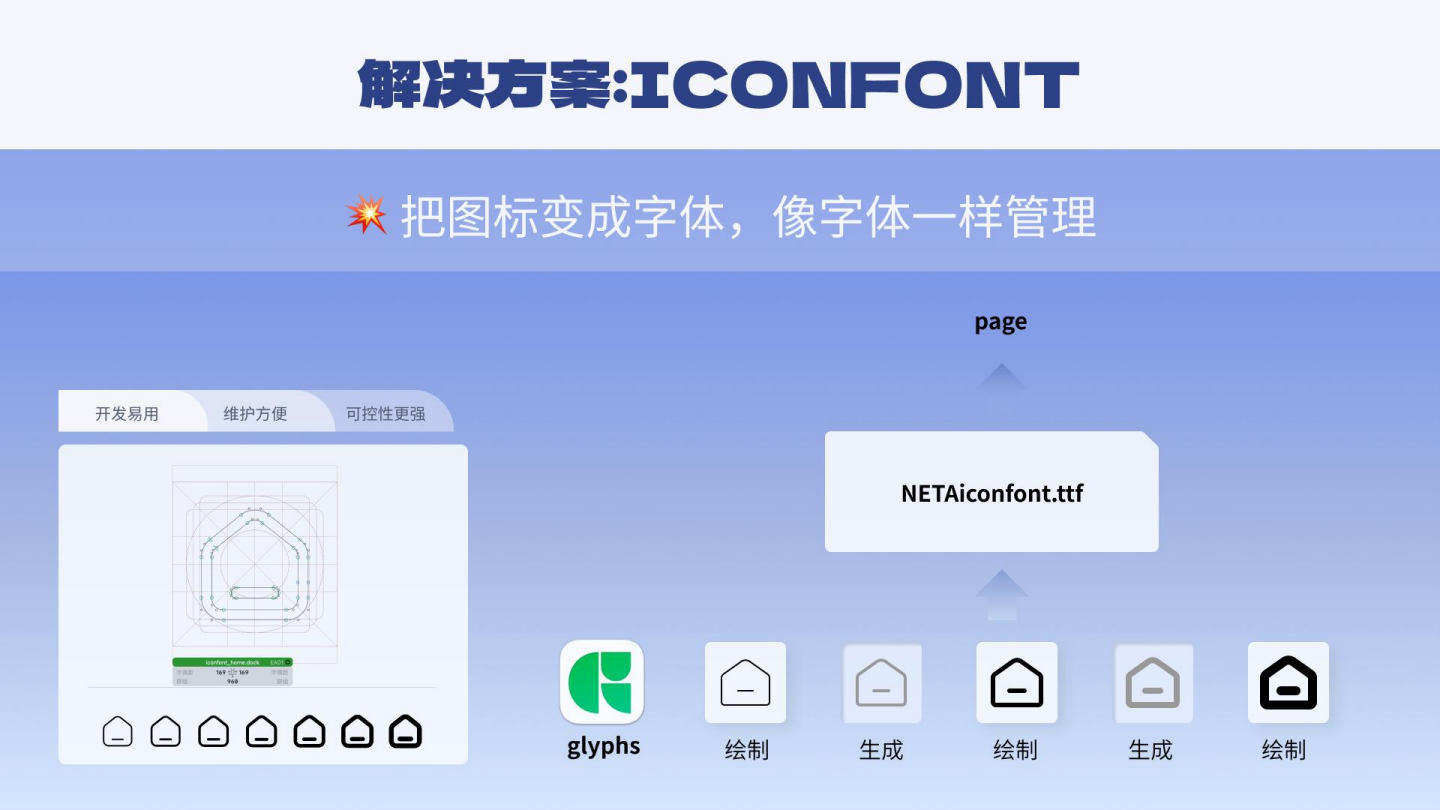 解决方案:ICONFONT
💥 把图标变成字体，像字体一样管理
page
开发易用
维护方便
可控性更强
NETAiconfont.ttf
iconfont_home.dock EA01
169 169
960
glyphs
绘制
生成
绘制
生成
绘制